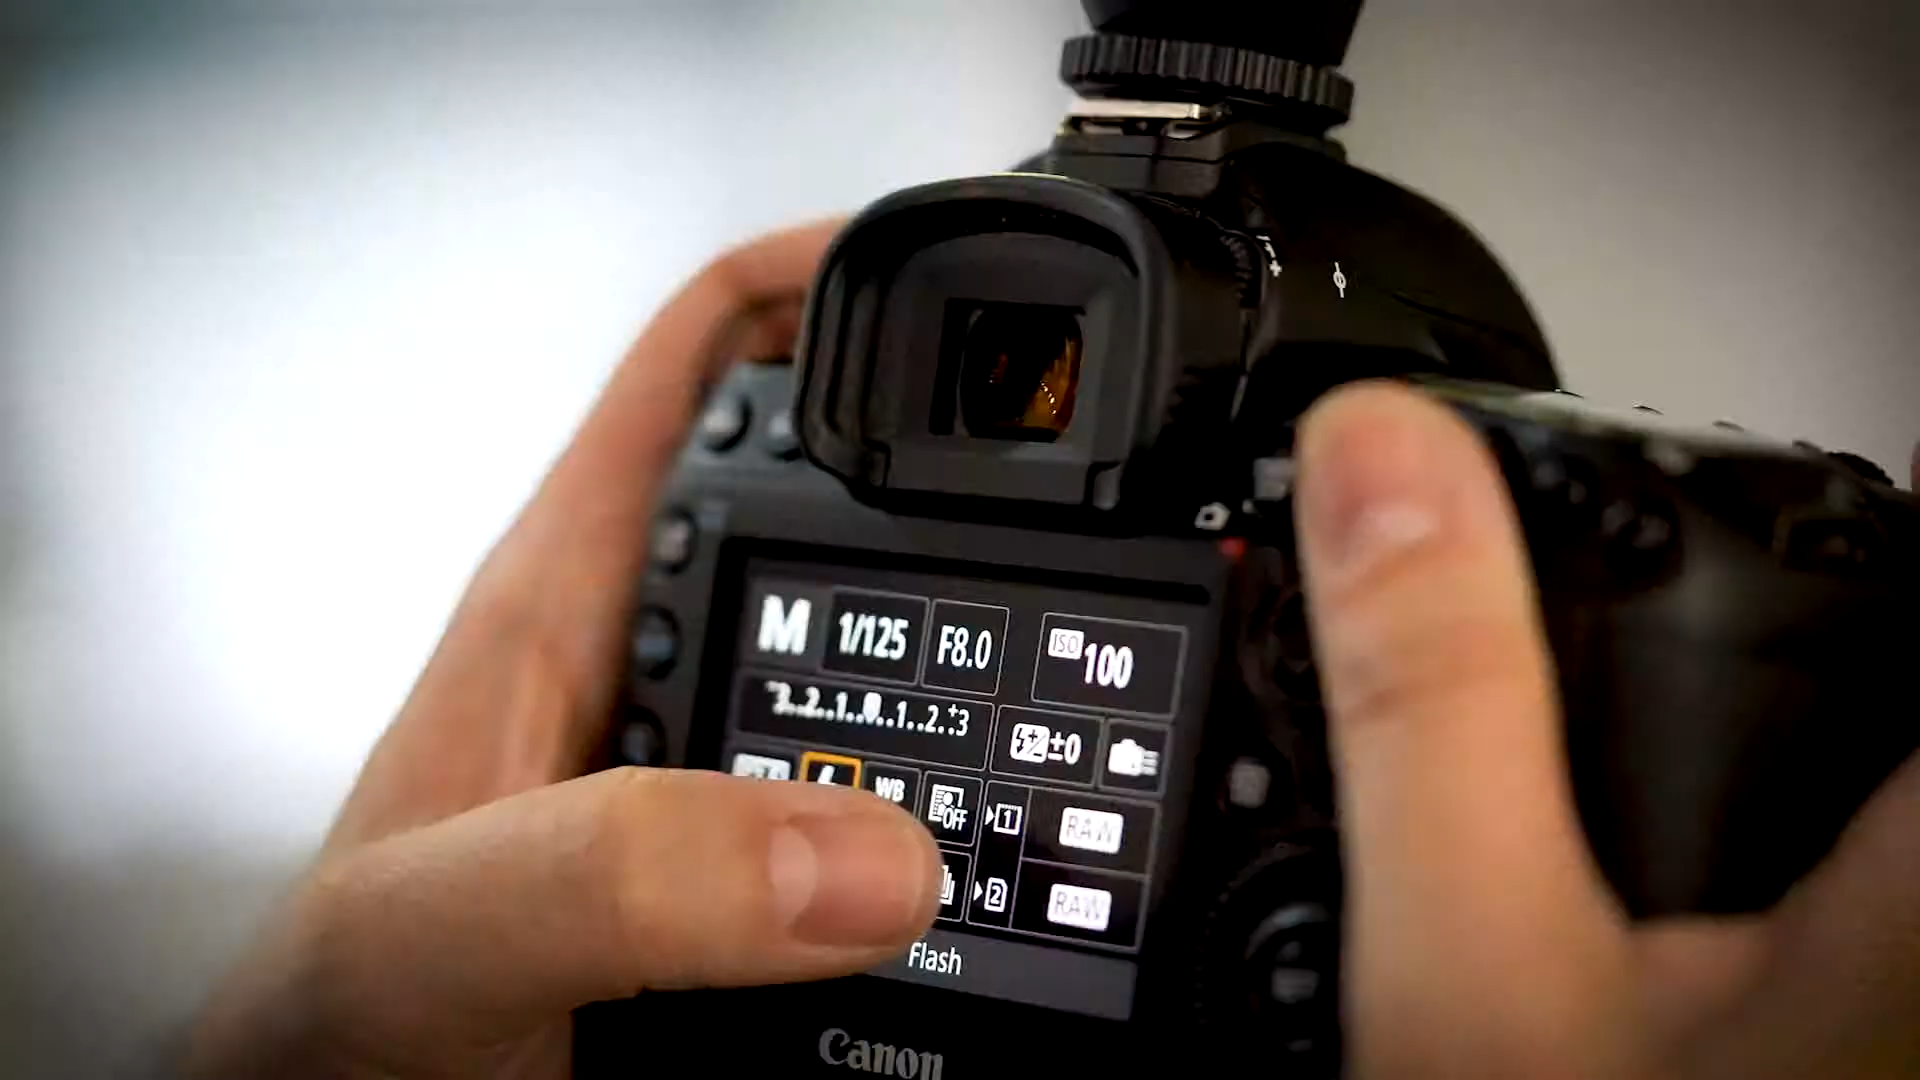 M 1/125 F8.0 ISO 100
-3..2..1..0..1..2.+3 ±0
WB OFF 1 RAW
2 RAW
Flash
Canon